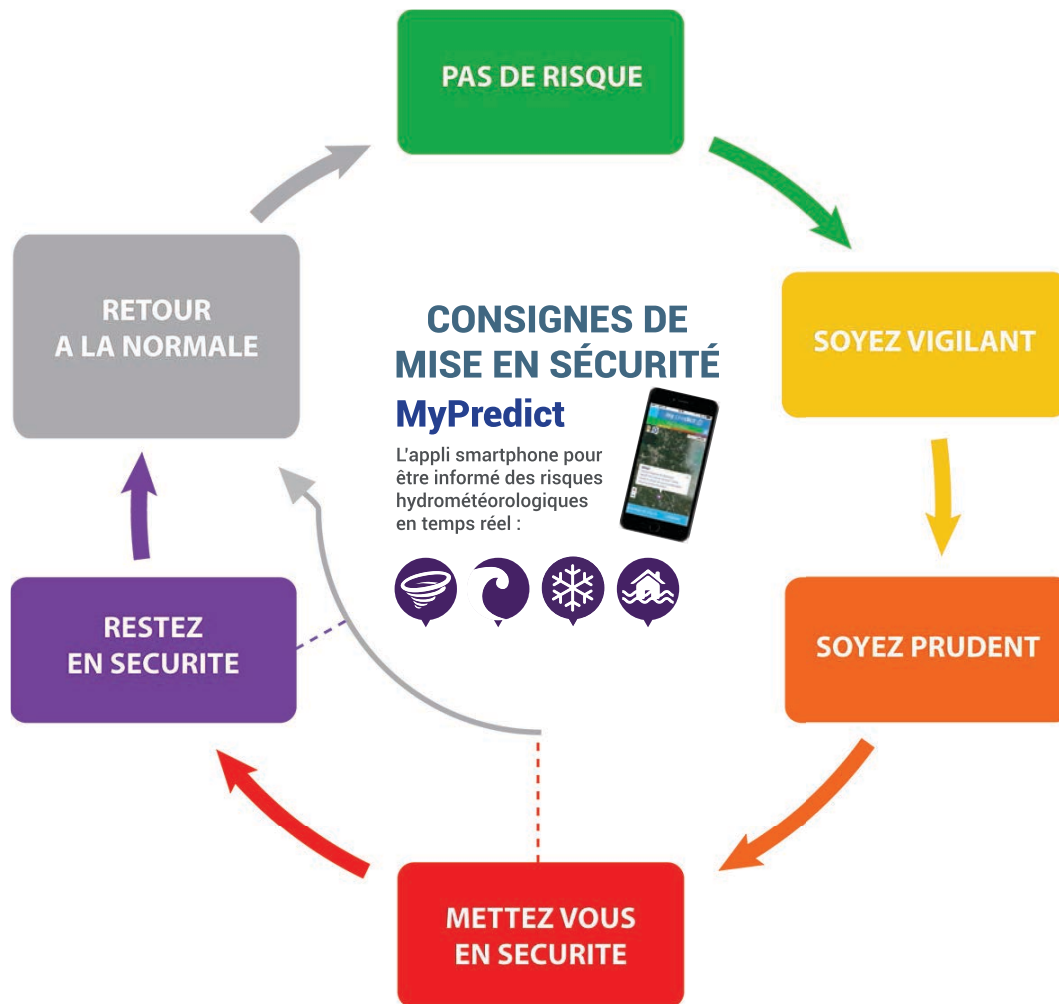 PAS DE RISQUE
RETOUR
A LA NORMALE
CONSIGNES DE
MISE EN SÉCURITÉ
MyPredict
L'appli smartphone pour
être informé des risques
hydrométéorologiques
en temps réel :
SOYEZ VIGILANT
RESTEZ
EN SECURITE
SOYEZ PRUDENT
METTEZ VOUS
EN SECURITE